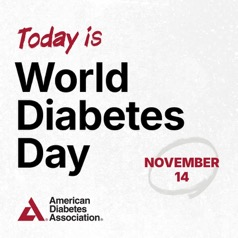 Today is
World
Diabetes
Day
NOVEMBER
14
American
Diabetes
Association®